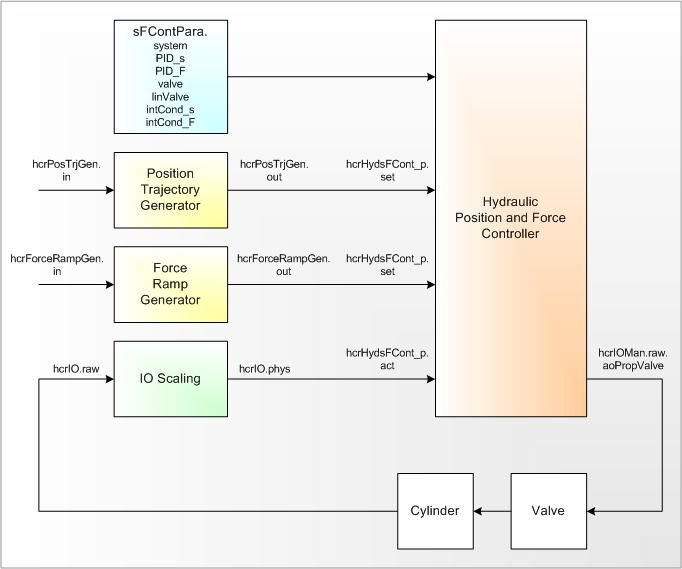 sFContPara.
system
PID_s
PID_F
valve
linValve
intCond_s
intCond_F
hcrPosTrjGen.
in
Position
Trajectory
Generator
hcrPosTrjGen.
out
hcrHydsFCont_p.
set
Hydraulic
Position and Force
Controller
hcrForceRampGen.
in
Force
Ramp
Generator
hcrForceRampGen.
out
hcrHydsFCont_p.
set
hcrIO.raw
IO Scaling
hcrIO.phys
hcrHydsFCont_p.
act
hcrIOMan.raw.
aoPropValve
Cylinder
Valve